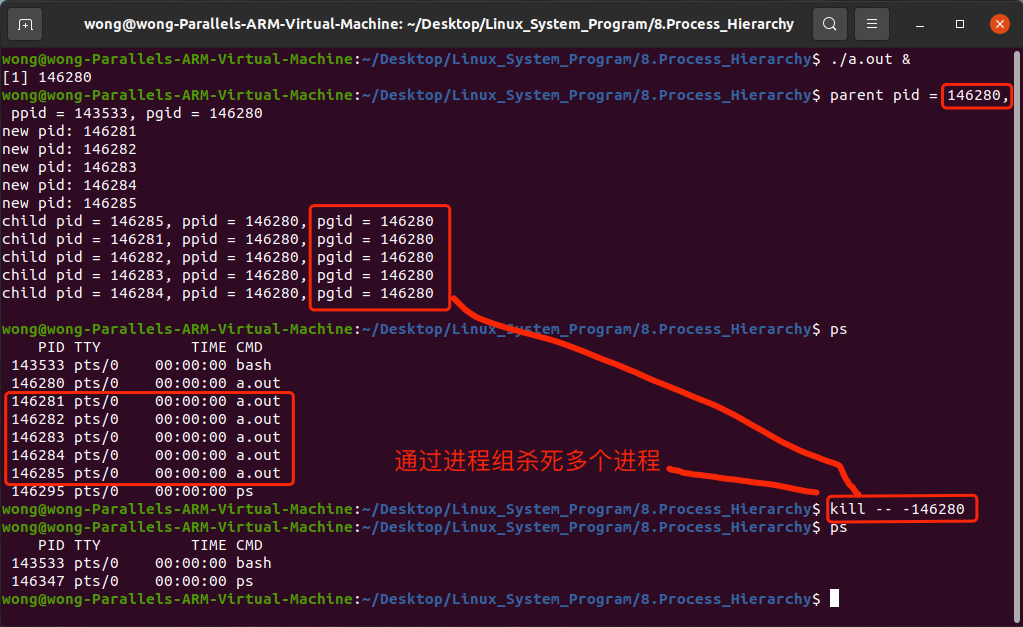 wong@wong-Parallels-ARM-Virtual-Machine: ~/Desktop/Linux_System_Program/8.Process_Hierarchy
wong@wong-Parallels-ARM-Virtual-Machine:~/Desktop/Linux_System_Program/8.Process_Hierarchy$ ./a.out &
[1] 146280
wong@wong-Parallels-ARM-Virtual-Machine:~/Desktop/Linux_System_Program/8.Process_Hierarchy$ parent pid = 146280,
 ppid = 143533, pgid = 146280
new pid: 146281
new pid: 146282
new pid: 146283
new pid: 146284
new pid: 146285
child pid = 146285, ppid = 146280, pgid = 146280
child pid = 146281, ppid = 146280, pgid = 146280
child pid = 146282, ppid = 146280, pgid = 146280
child pid = 146283, ppid = 146280, pgid = 146280
child pid = 146284, ppid = 146280, pgid = 146280
wong@wong-Parallels-ARM-Virtual-Machine:~/Desktop/Linux_System_Program/8.Process_Hierarchy$ ps
    PID TTY          TIME CMD
 143533 pts/0    00:00:00 bash
 146280 pts/0    00:00:00 a.out
 146281 pts/0    00:00:00 a.out
 146282 pts/0    00:00:00 a.out
 146283 pts/0    00:00:00 a.out
 146284 pts/0    00:00:00 a.out
 146285 pts/0    00:00:00 a.out
 146295 pts/0    00:00:00 ps
通过进程组杀死多个进程
wong@wong-Parallels-ARM-Virtual-Machine:~/Desktop/Linux_System_Program/8.Process_Hierarchy$ kill -- -146280
wong@wong-Parallels-ARM-Virtual-Machine:~/Desktop/Linux_System_Program/8.Process_Hierarchy$ ps
    PID TTY          TIME CMD
 143533 pts/0    00:00:00 bash
 146347 pts/0    00:00:00 ps
wong@wong-Parallels-ARM-Virtual-Machine:~/Desktop/Linux_System_Program/8.Process_Hierarchy$